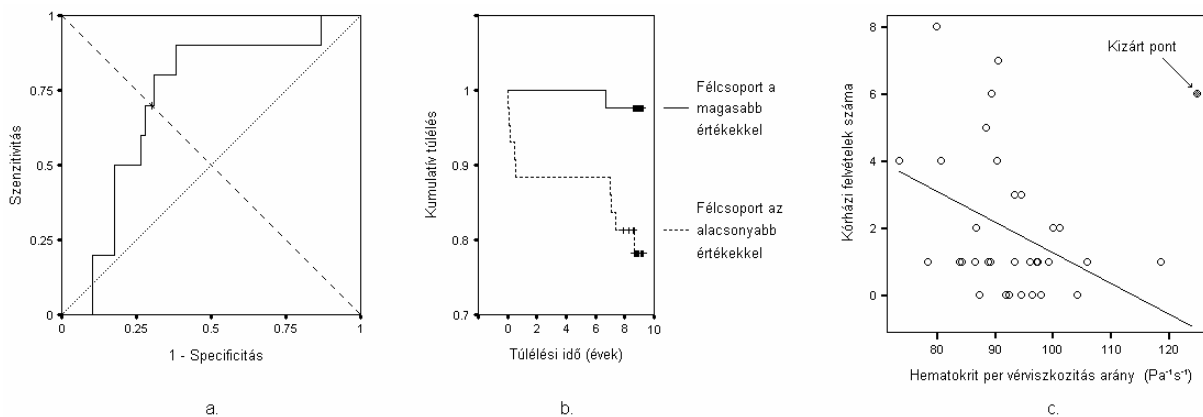 1
0.75
0.5
0.25
0
Szenzitivitás
0
0.25
0.5
0.75
1
1 - Specificitás
a.
1
0.9
0.8
0.7
Kumulatív túlélés
0
2
4
6
8
10
Túlélési idő (évek)
Félcsoport a
magasabb
értékekkel
Félcsoport az
alacsonyabb
értékekkel
b.
8
6
4
2
0
Kórházi felvételek száma
Kizárt pont
80
90
100
110
120
Hematokrit per vérviszkozitás arány (Pa⁻¹s⁻¹)
c.